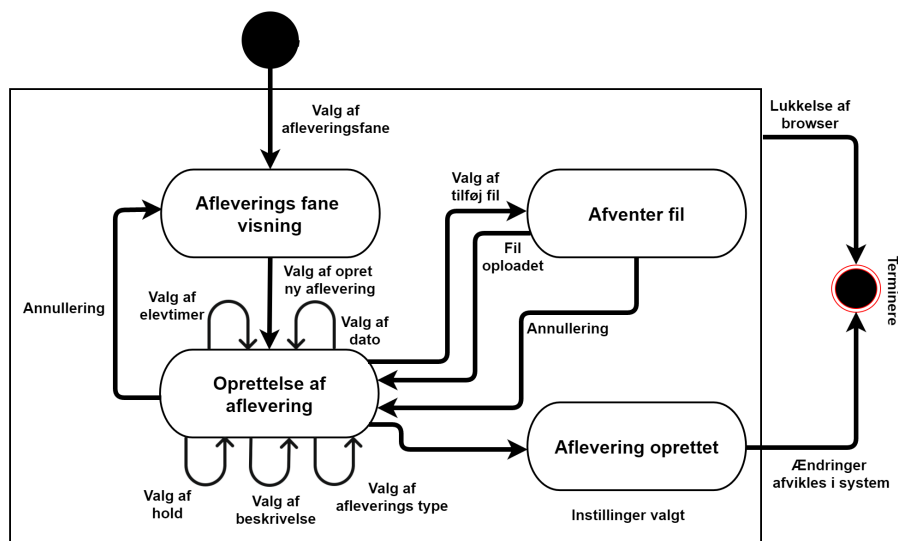 Valg af
afleveringsfane
Lukkelse af
browser
Afleverings fane
visning
Valg af
tilføj fil
Afventer fil
Fil
oploadet
Valg af opret
ny aflevering
Terminere
Annullering
Valg af
elevtimer
Valg af
dato
Annullering
Oprettelse af
aflevering
Aflevering oprettet
Valg af
hold
Valg af
beskrivelse
Valg af
afleverings type
Instillinger valgt
Ændringer
afvikles i system